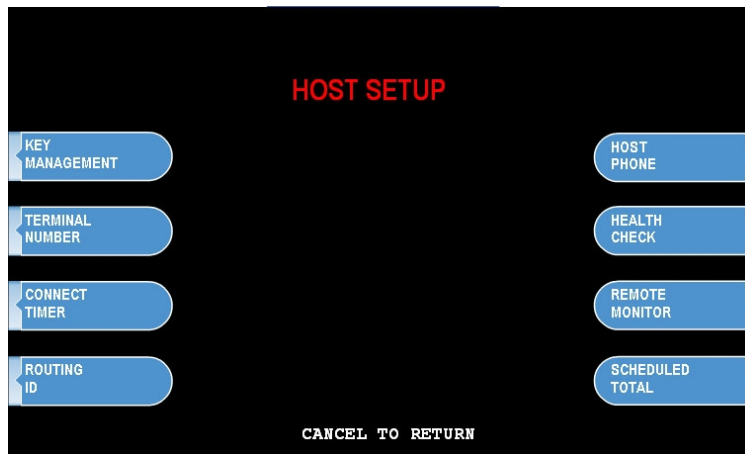 HOST SETUP
KEY
MANAGEMENT
HOST
PHONE
TERMINAL
NUMBER
HEALTH
CHECK
CONNECT
TIMER
REMOTE
MONITOR
ROUTING
ID
SCHEDULED
TOTAL
CANCEL TO RETURN